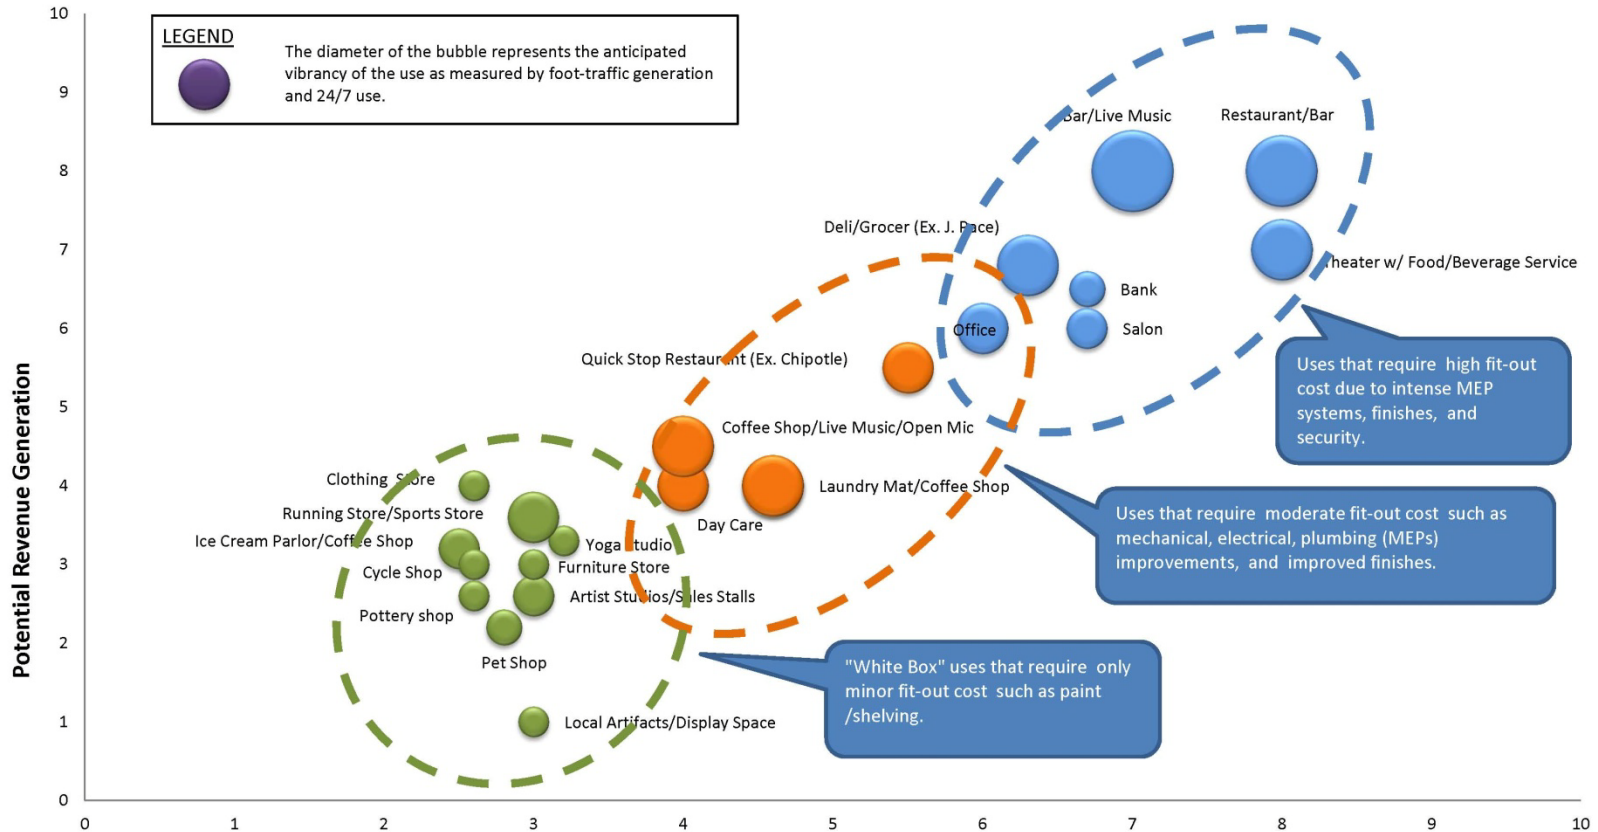 Potential Revenue Generation
10
9
8
7
6
5
4
3
2
1
0
LEGEND
The diameter of the bubble represents the anticipated
vibrancy of the use as measured by foot-traffic generation
and 24/7 use.
Bar/Live Music
Restaurant/Bar
Deli/Grocer (Ex. J. Pace)
Theater w/ Food/Beverage Service
Bank
Office
Salon
Quick Stop Restaurant (Ex. Chipotle)
Uses that require high fit-out
cost due to intense MEP
systems, finishes, and
security.
Coffee Shop/Live Music/Open Mic
Clothing Store
Laundry Mat/Coffee Shop
Running Store/Sports Store
Day Care
Uses that require moderate fit-out cost such as
mechanical, electrical, plumbing (MEPs)
improvements, and improved finishes.
Ice Cream Parlor/Coffee Shop
Yoga Studio
Cycle Shop
Furniture Store
Artist Studios/Sales Stalls
Pottery shop
Pet Shop
"White Box" uses that require only
minor fit-out cost such as paint
/shelving.
Local Artifacts/Display Space
0
1
2
3
4
5
6
7
8
9
10